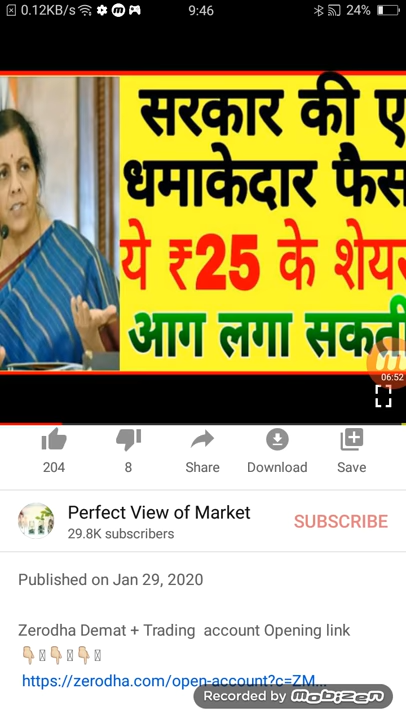 0.12KB/s
9:46
24%
सरकार की ए
धमाकेदार फैस
ये ₹25 के शेय
आग लगा सकती
06:52
204
8
Share
Download
Save
Perfect View of Market
29.8K subscribers
SUBSCRIBE
Published on Jan 29, 2020
Zerodha Demat + Trading account Opening link
https://zerodha.com/open-account?c=ZM...
Recorded by mobizen